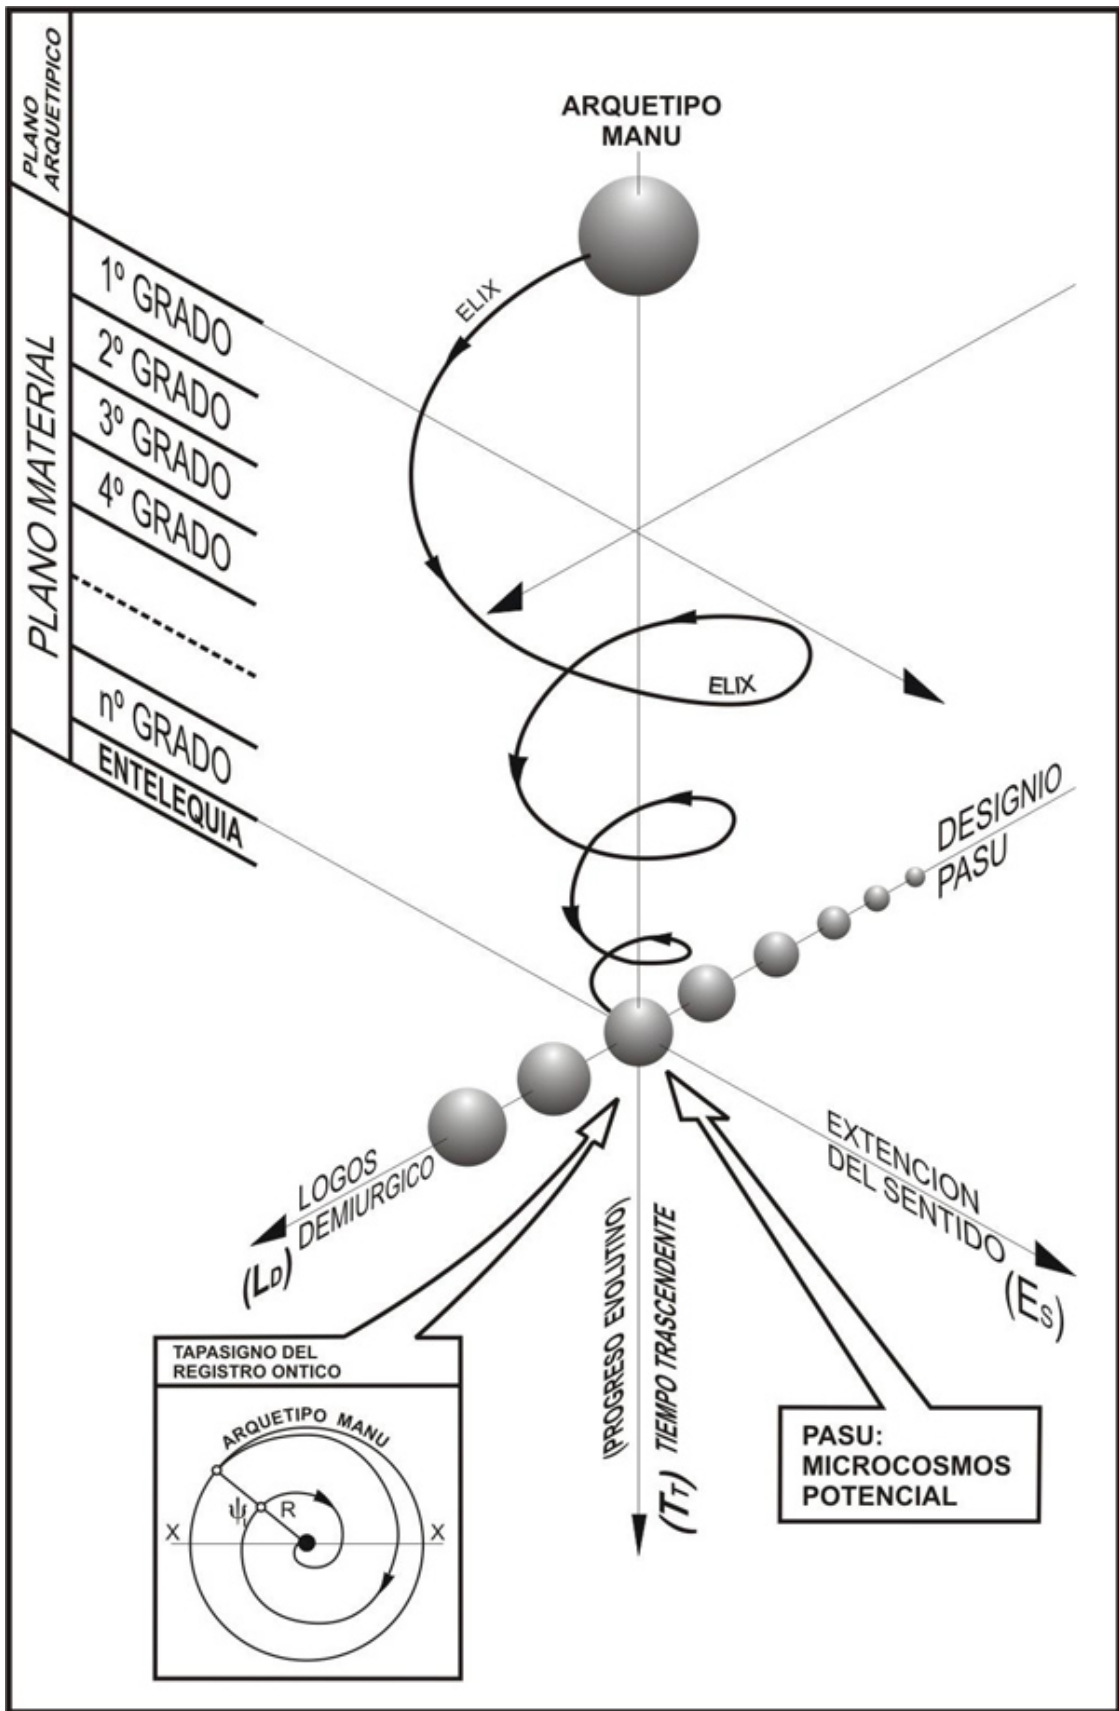 PLANO
ARQUETIPICO
ARQUETIPO
MANU
PLANO MATERIAL
1º GRADO
2º GRADO
3º GRADO
4º GRADO
nº GRADO
ENTELEQUIA
ELIX
ELIX
DESIGNIO
PASU
LOGOS
DEMIURGICO
(LD)
EXTENCION
DEL SENTIDO
(ES)
(PROGRESO EVOLUTIVO)
TIEMPO TRASCENDENTE
(TT)
TAPASIGNO DEL
REGISTRO ONTICO
ARQUETIPO MANU
ψ R
X X
PASU:
MICROCOSMOS
POTENCIAL